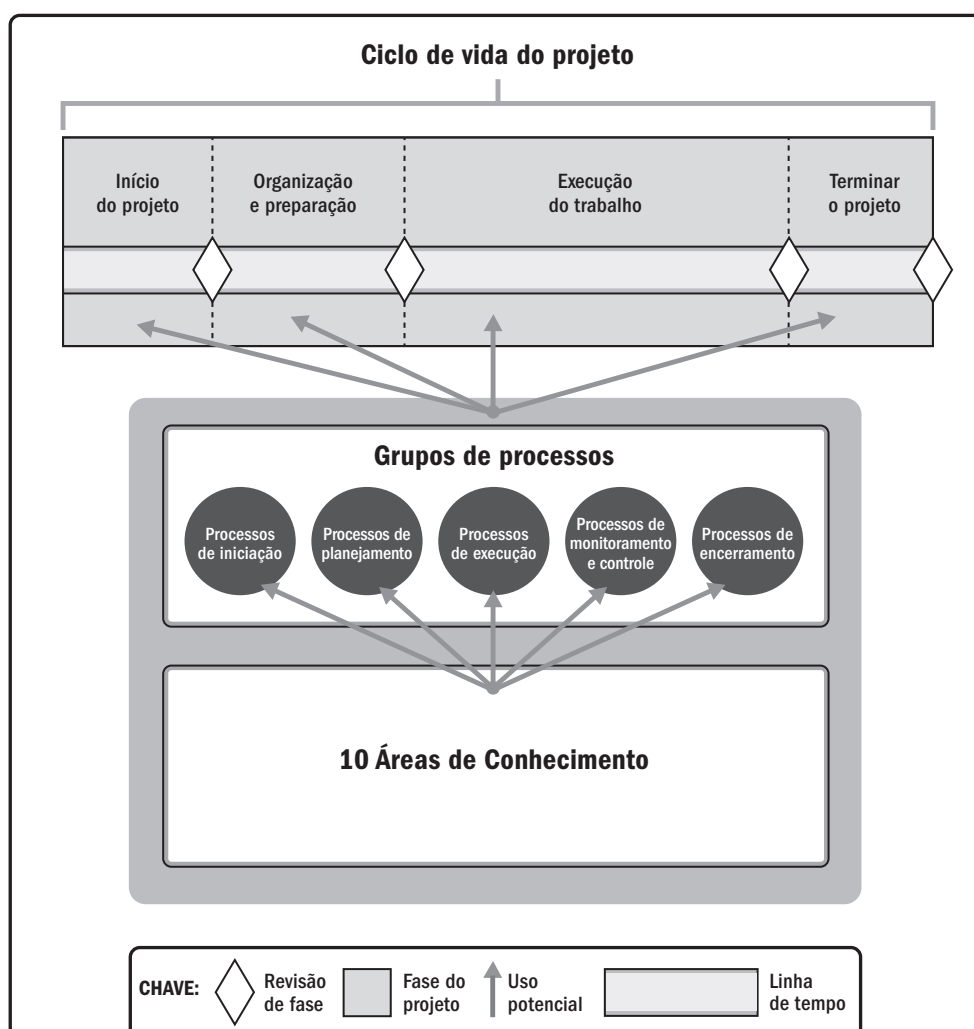 Ciclo de vida do projeto
Início
do projeto
Organização
e preparação
Execução
do trabalho
Terminar
o projeto
Grupos de processos
Processos
de iniciação
Processos de
planejamento
Processos
de execução
Processos de
monitoramento
e controle
Processos de
encerramento
10 Áreas de Conhecimento
CHAVE:
Revisão
de fase
Fase do
projeto
Uso
potencial
Linha
de tempo